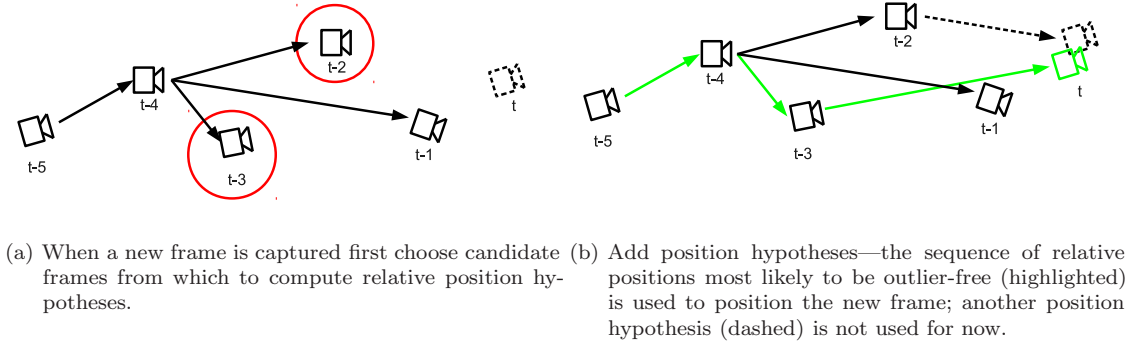 t-2
t-4
t
t-5
t-1
t-3
t-2
t-4
t
t-5
t-1
t-3
(a) When a new frame is captured first choose candidate
frames from which to compute relative position hy-
potheses.
(b) Add position hypotheses—the sequence of relative
positions most likely to be outlier-free (highlighted)
is used to position the new frame; another position
hypothesis (dashed) is not used for now.